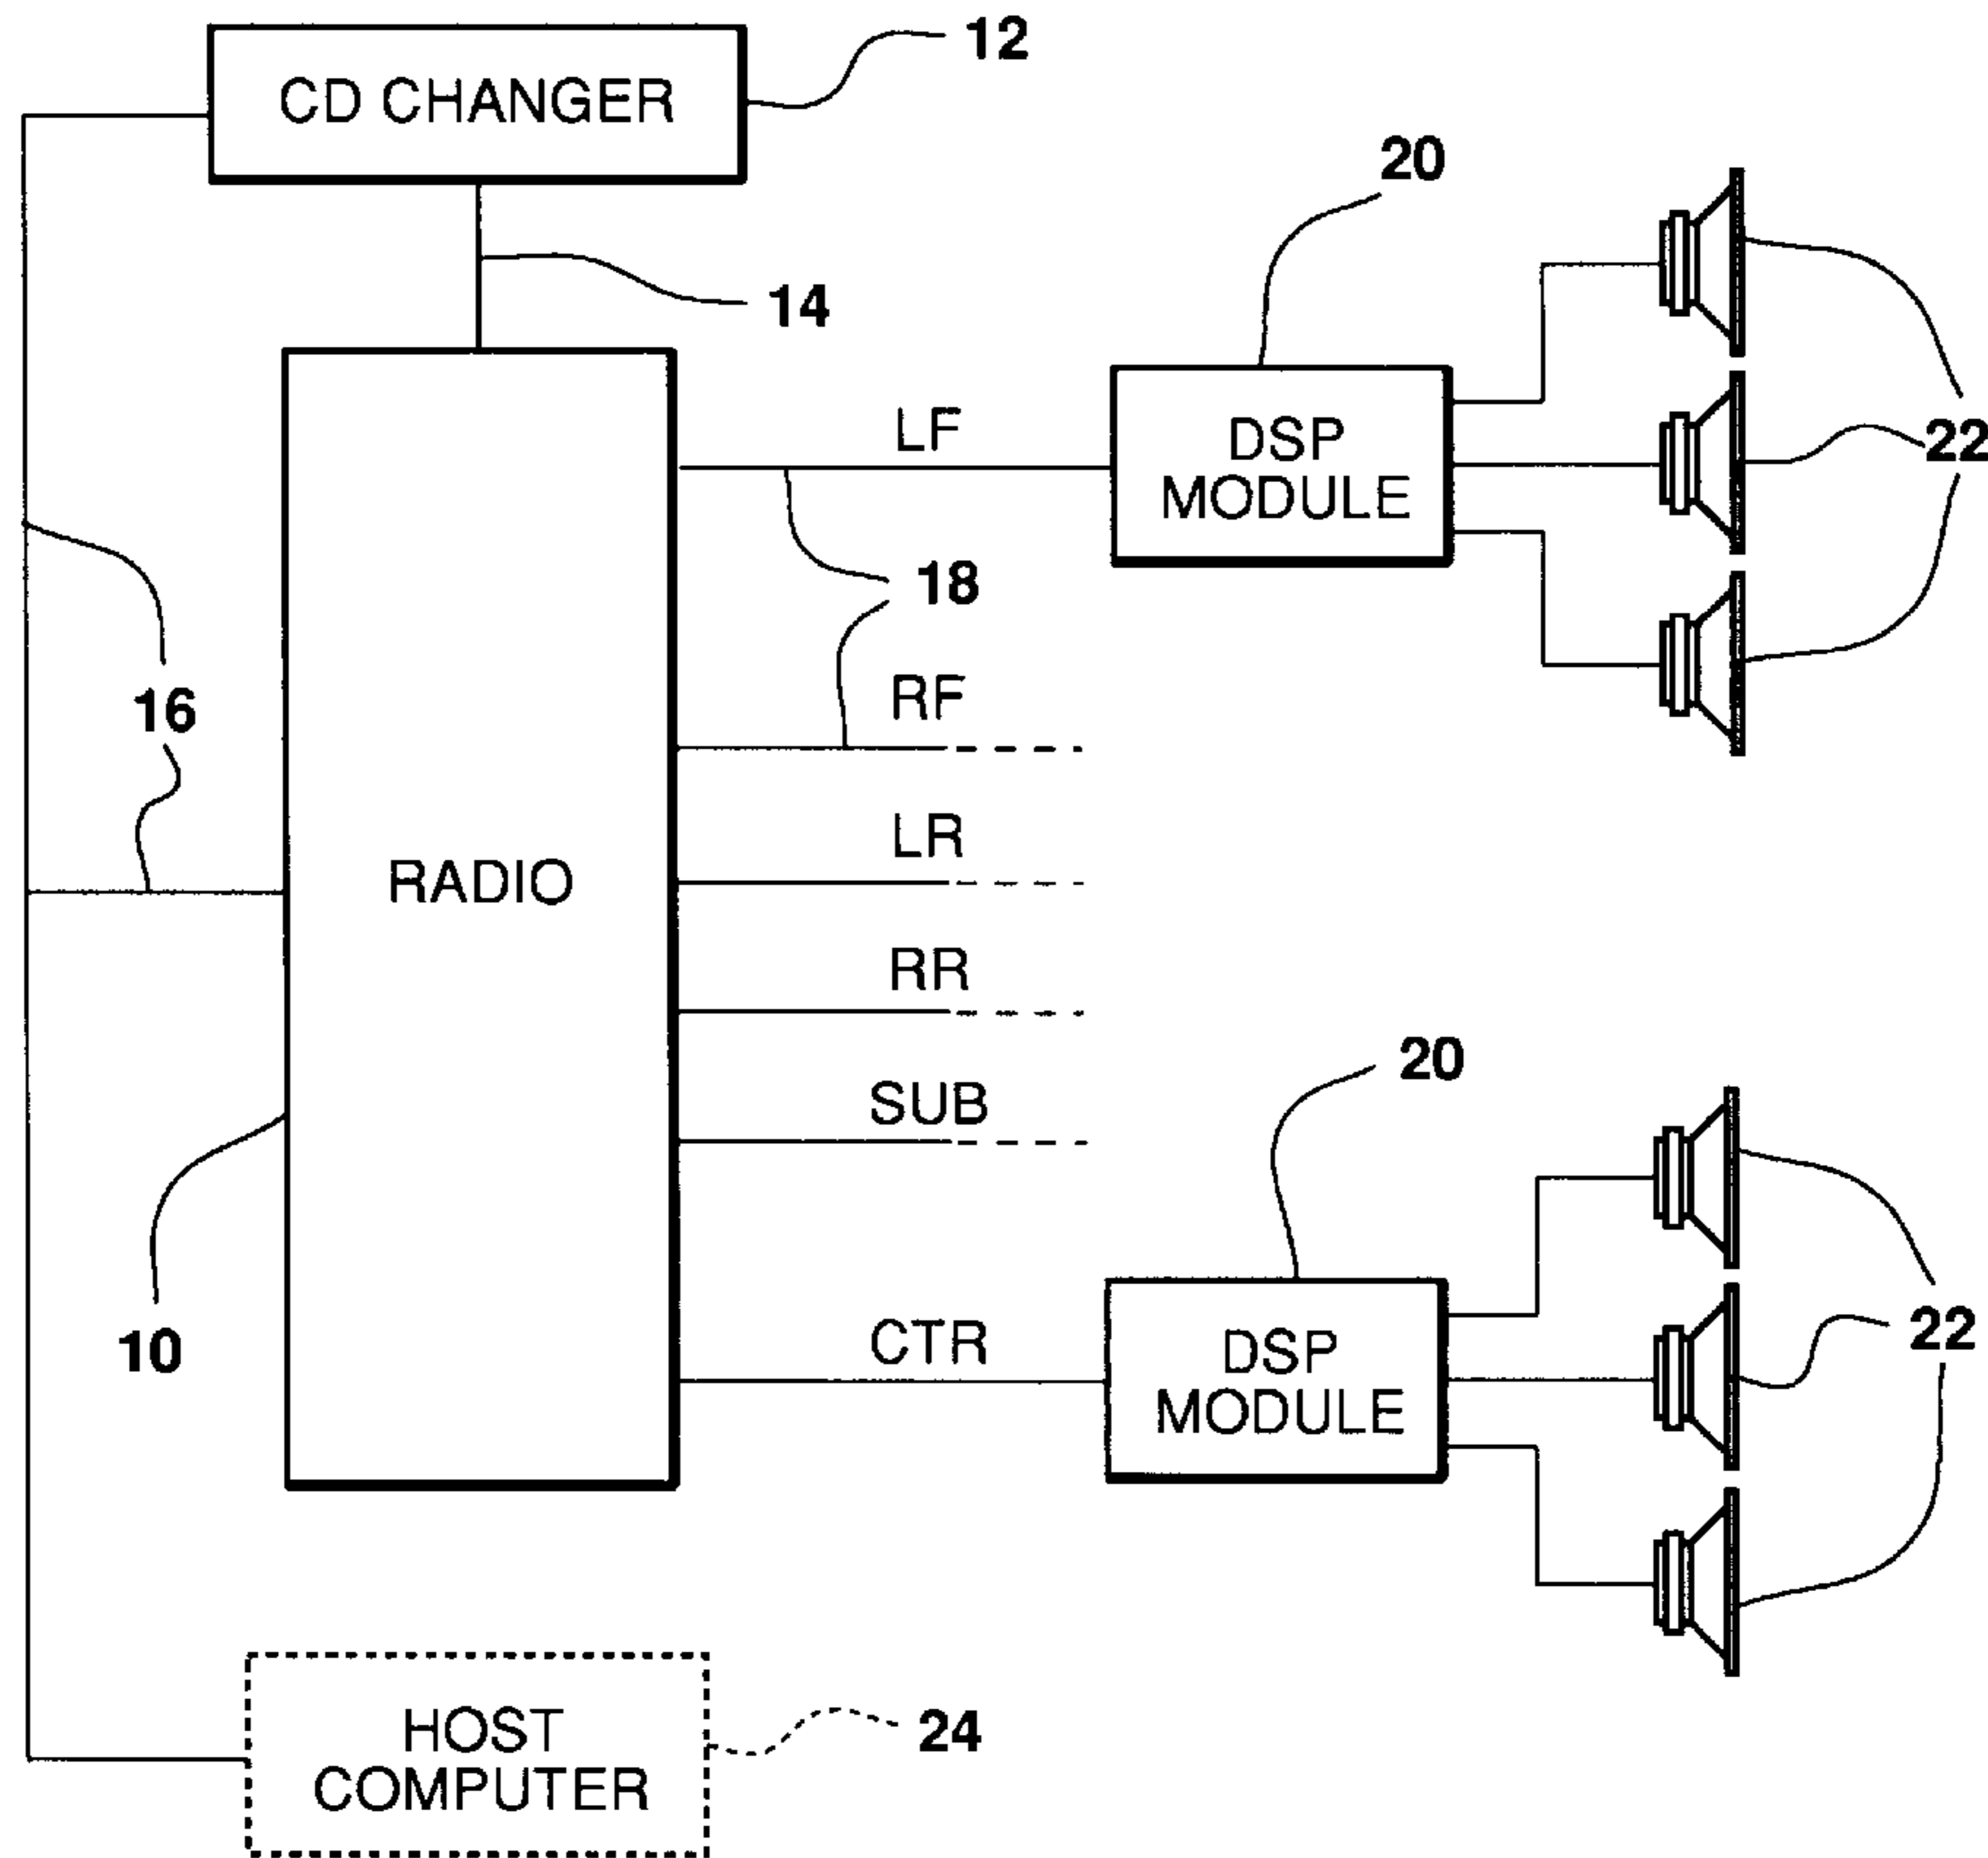 CD CHANGER
12
14
20
LF
DSP
MODULE
22
18
16
RF
LR
RADIO
RR
SUB
20
10
CTR
DSP
MODULE
22
HOST
COMPUTER
24